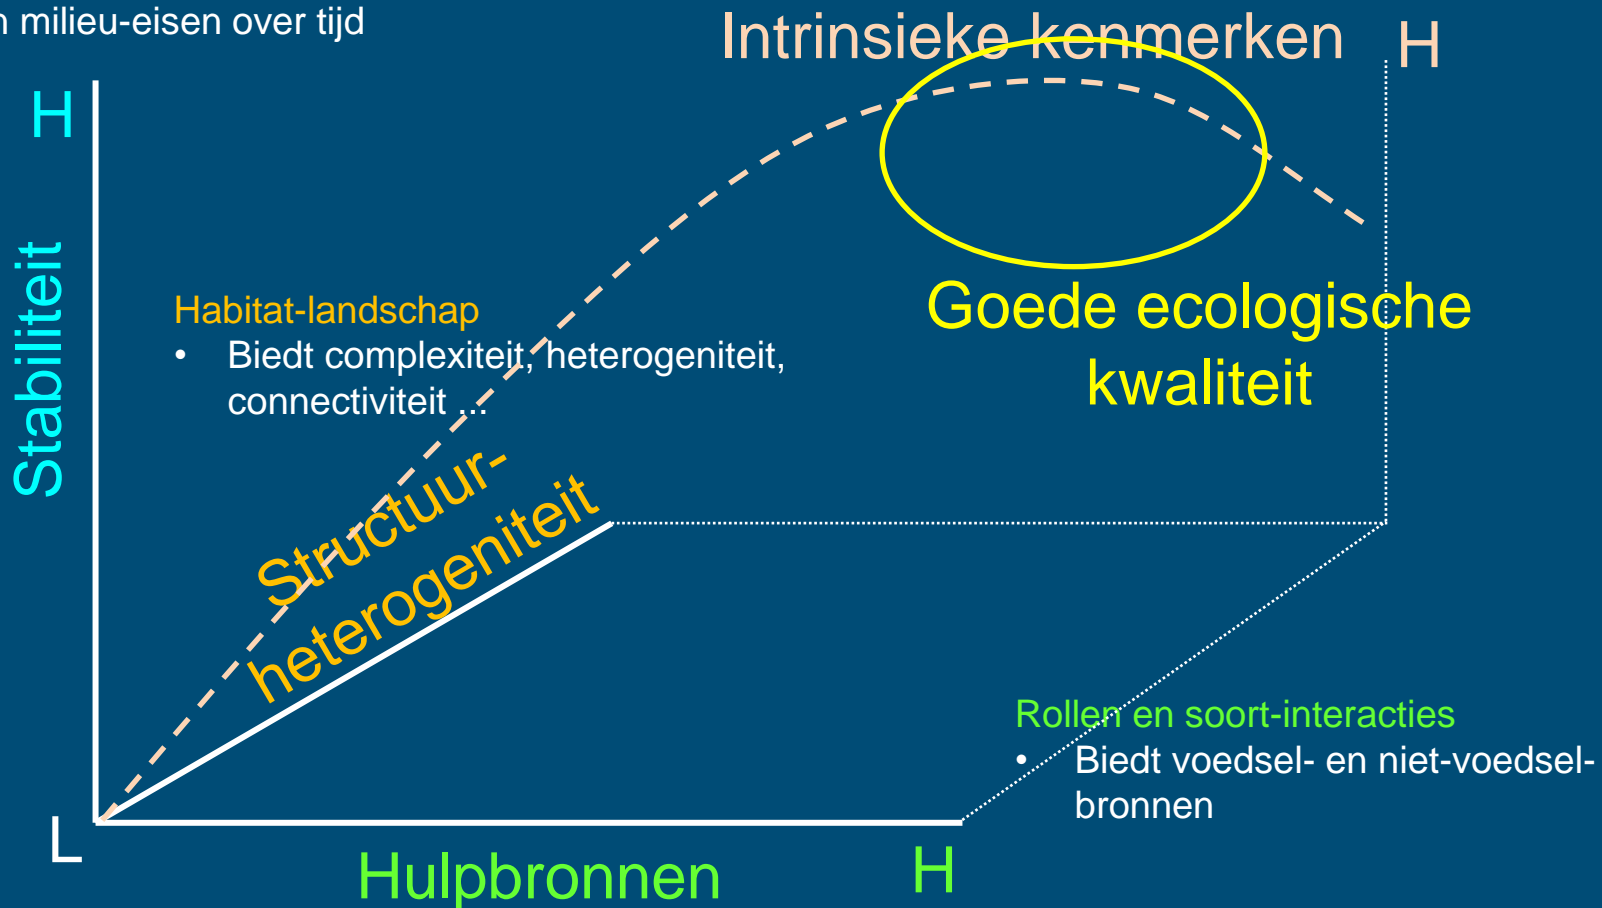 milieu-eisen over tijd
Intrinsieke kenmerken
H
H
Stabiliteit
Habitat-landschap
• Biedt complexiteit, heterogeniteit,
connectiviteit ...
Goede ecologische
kwaliteit
Structuur-
heterogeniteit
Rollen en soort-interacties
• Biedt voedsel- en niet-voedsel-
bronnen
L
Hulpbronnen
H